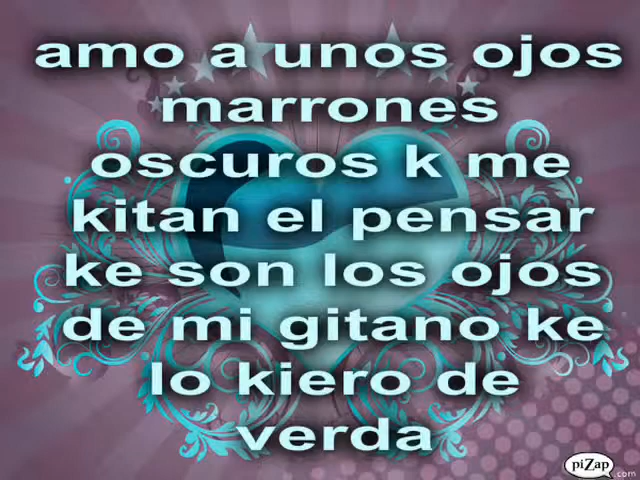 amo a unos ojos
marrones
oscuros k me
kitan el pensar
ke son los ojos
de mi gitano ke
lo kiero de
verda
piZap
.com